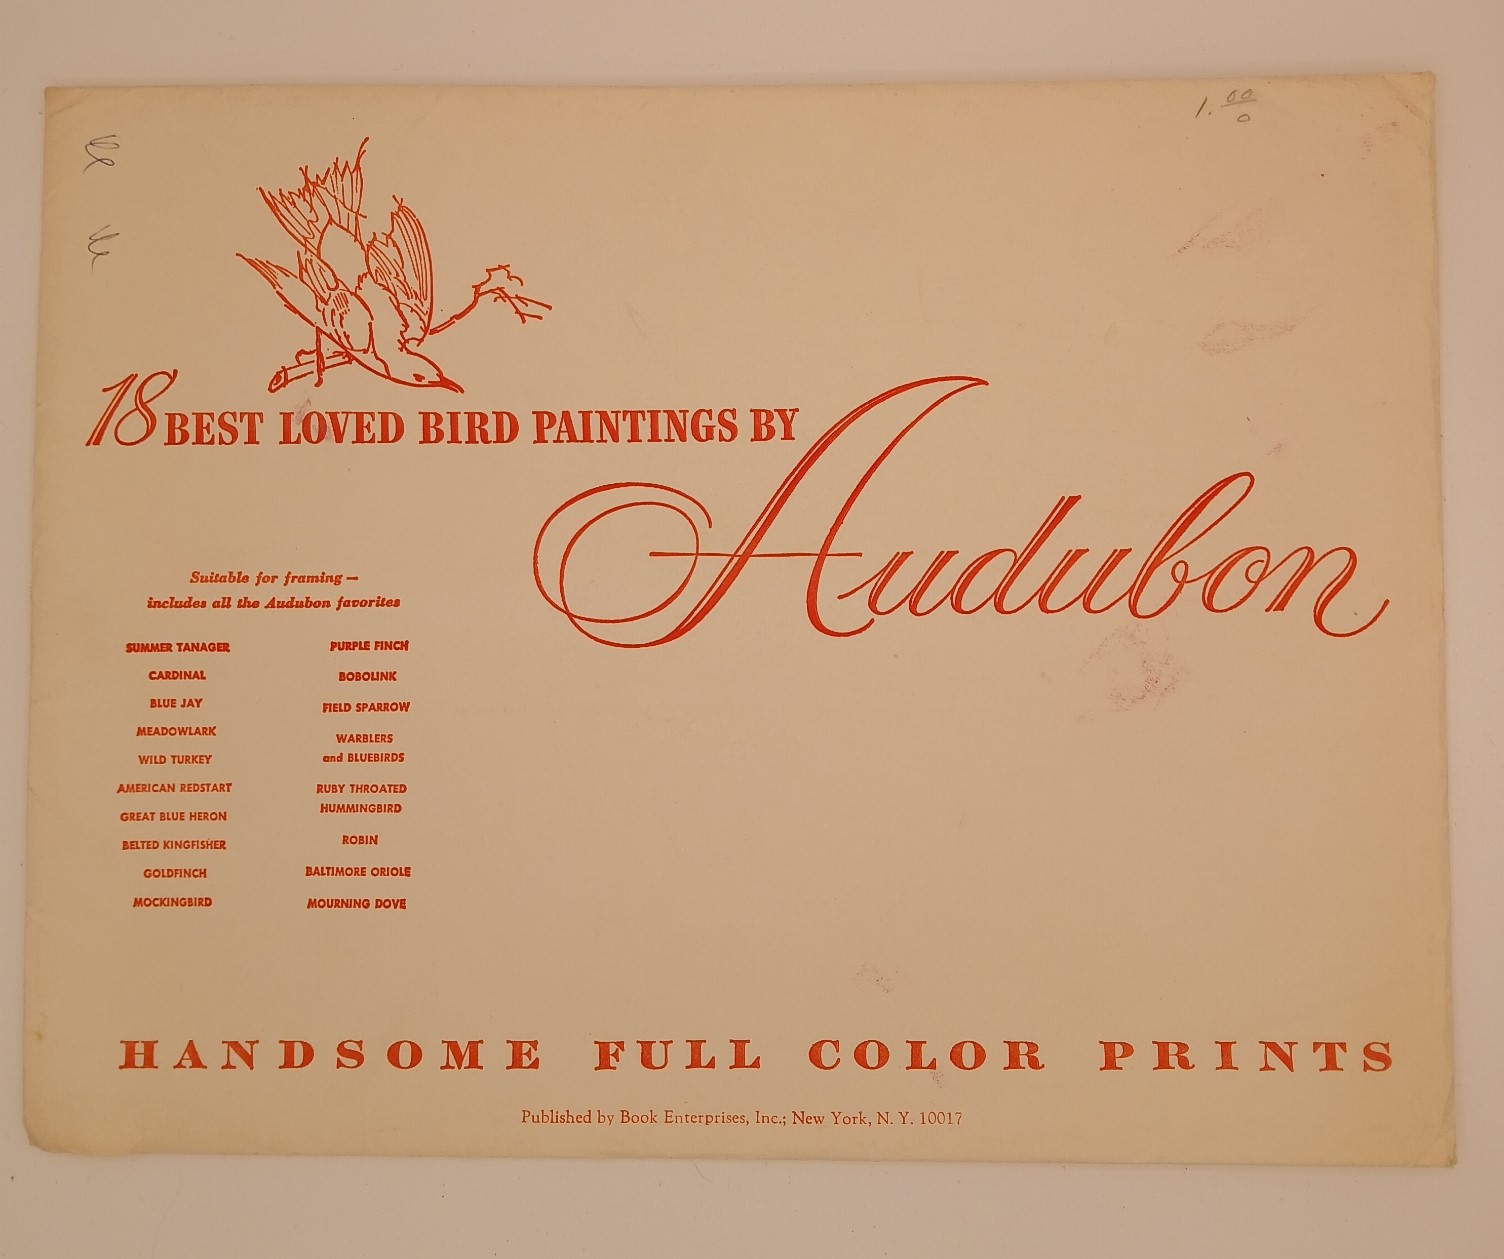 1.00/0
18 BEST LOVED BIRD PAINTINGS BY
Audubon
Suitable for framing—
includes all the Audubon favorites
SUMMER TANAGER
CARDINAL
BLUE JAY
MEADOWLARK
WILD TURKEY
AMERICAN REDSTART
GREAT BLUE HERON
BELTED KINGFISHER
GOLDFINCH
MOCKINGBIRD
PURPLE FINCH
BOBOLINK
FIELD SPARROW
WARBLERS
and BLUEBIRDS
RUBY THROATED
HUMMINGBIRD
ROBIN
BALTIMORE ORIOLE
MOURNING DOVE
HANDSOME FULL COLOR PRINTS
Published by Book Enterprises, Inc.; New York, N. Y. 10017